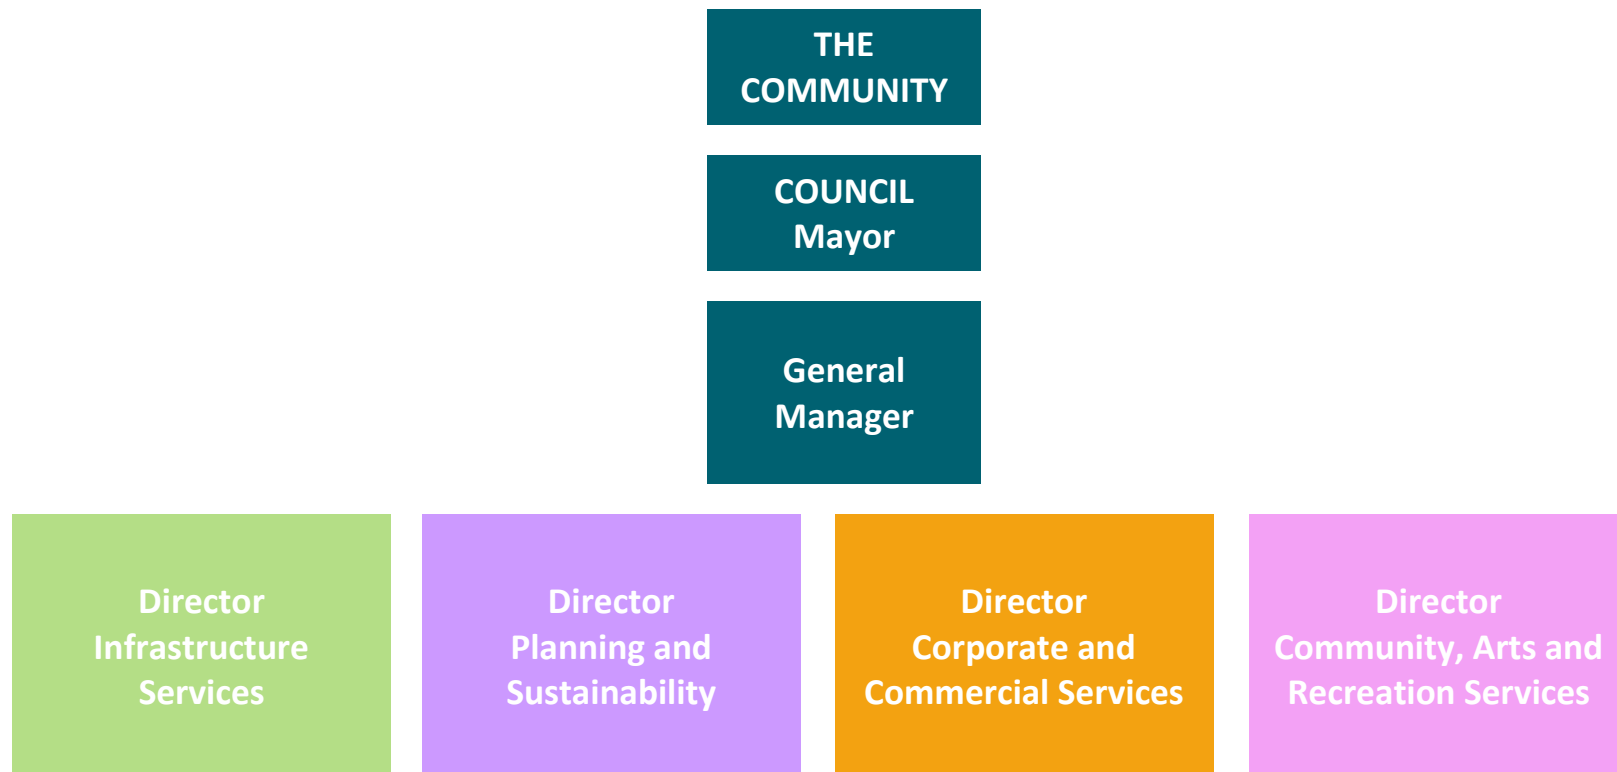 THE
COMMUNITY
COUNCIL
Mayor
General
Manager
Director
Infrastructure
Services
Director
Planning and
Sustainability
Director
Corporate and
Commercial Services
Director
Community, Arts and
Recreation Services